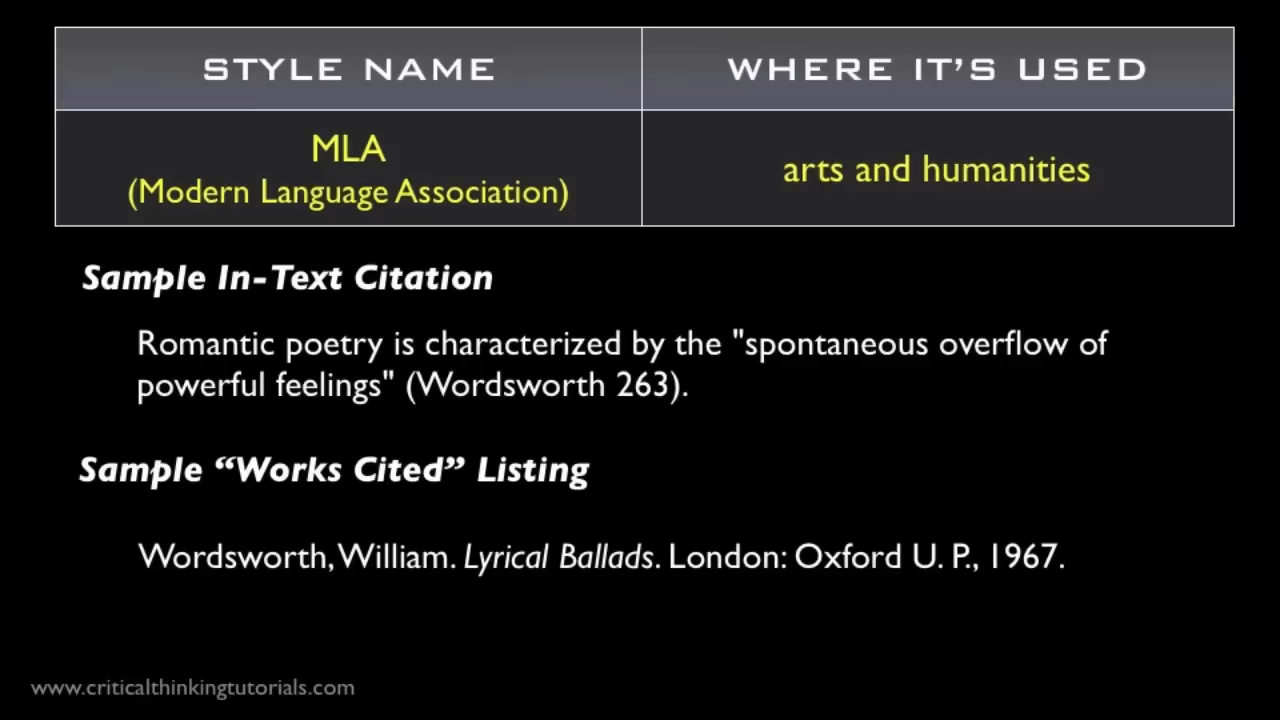 STYLE NAME
WHERE IT'S USED
MLA
(Modern Language Association)
arts and humanities
Sample In-Text Citation
Romantic poetry is characterized by the "spontaneous overflow of
powerful feelings" (Wordsworth 263).
Sample “Works Cited” Listing
Wordsworth, William. Lyrical Ballads. London: Oxford U. P., 1967.
www.criticalthinkingtutorials.com